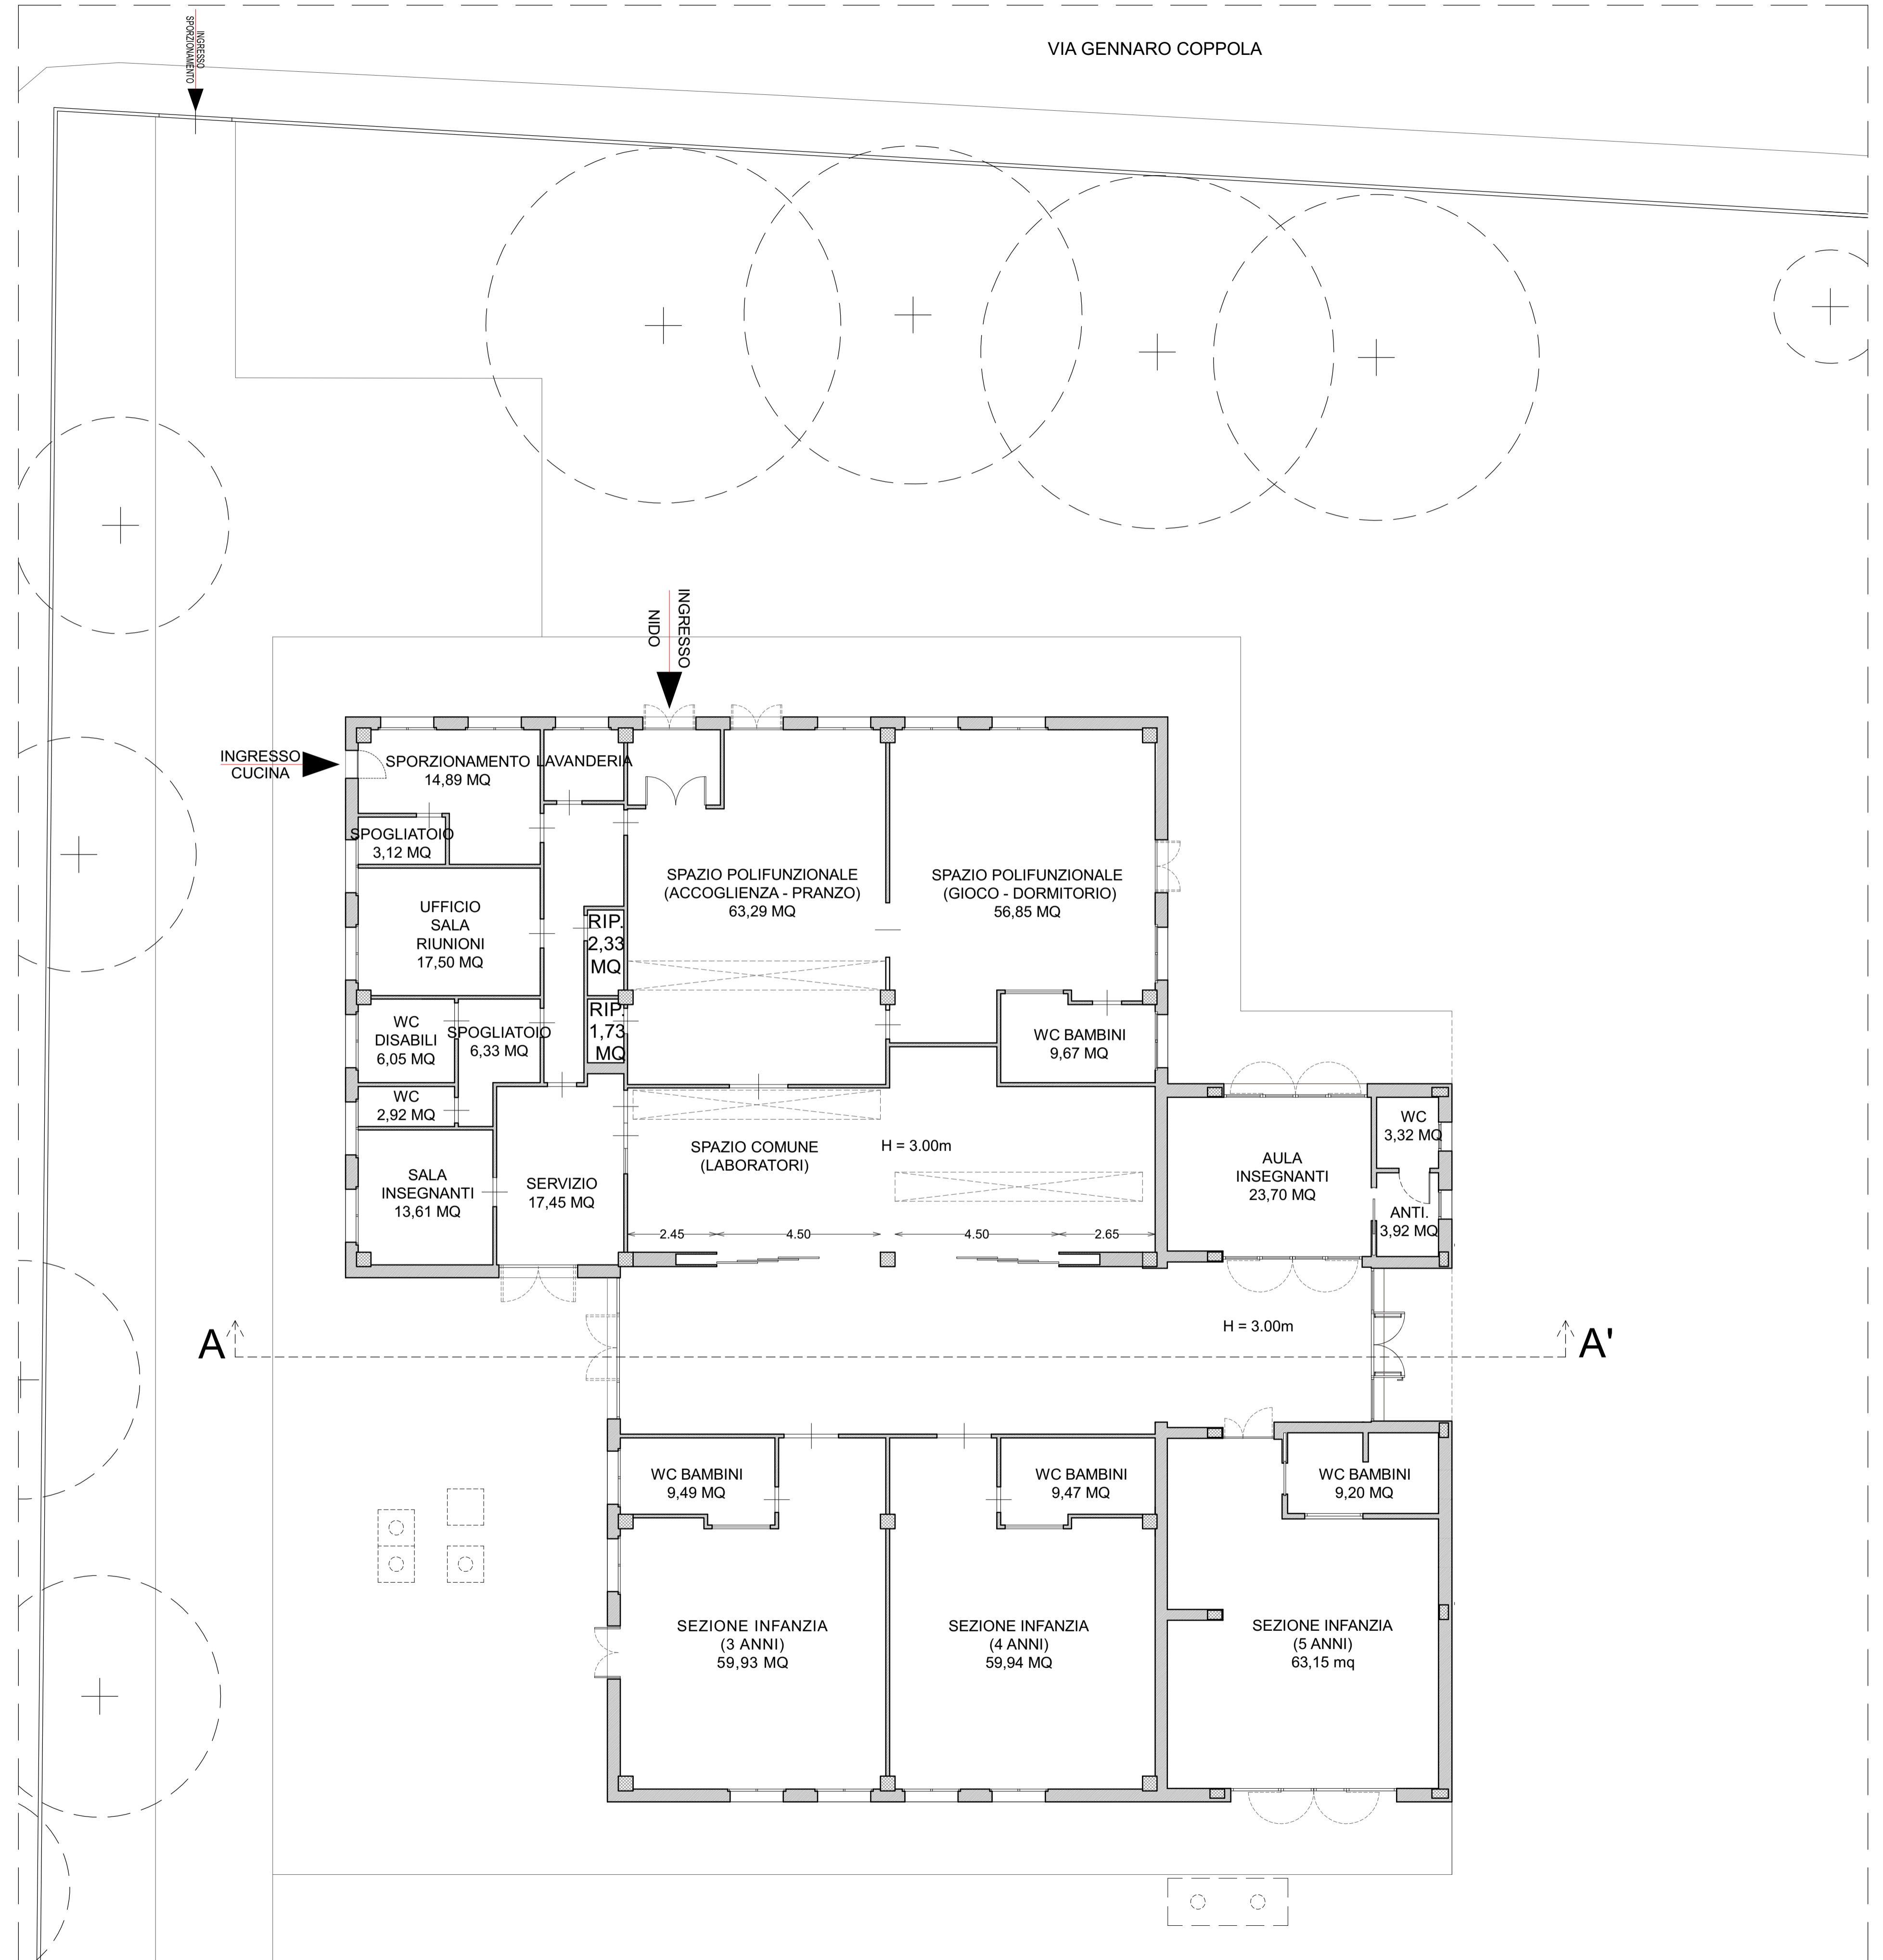 VIA GENNARO COPPOLA
INGRESSO
SPORZIONAMENTO
INGRESSO
NIDO
INGRESSO
CUCINA
SPORZIONAMENTO
14,89 MQ
LAVANDERIA
SPOGLIATOIO
3,12 MQ
UFFICIO
SALA
RIUNIONI
17,50 MQ
RIP.
2,33
MQ
RIP.
1,73
MQ
SPAZIO POLIFUNZIONALE
(ACCOGLIENZA - PRANZO)
63,29 MQ
SPAZIO POLIFUNZIONALE
(GIOCO - DORMITORIO)
56,85 MQ
WC
DISABILI
6,05 MQ
SPOGLIATOIO
6,33 MQ
WC BAMBINI
9,67 MQ
WC
2,92 MQ
SALA
INSEGNANTI
13,61 MQ
SERVIZIO
17,45 MQ
SPAZIO COMUNE
(LABORATORI)
H = 3.00m
AULA
INSEGNANTI
23,70 MQ
WC
3,32 MQ
ANTI.
3,92 MQ
2.45
4.50
4.50
2.65
H = 3.00m
A
A'
WC BAMBINI
9,49 MQ
WC BAMBINI
9,47 MQ
WC BAMBINI
9,20 MQ
SEZIONE INFANZIA
(3 ANNI)
59,93 MQ
SEZIONE INFANZIA
(4 ANNI)
59,94 MQ
SEZIONE INFANZIA
(5 ANNI)
63,15 mq